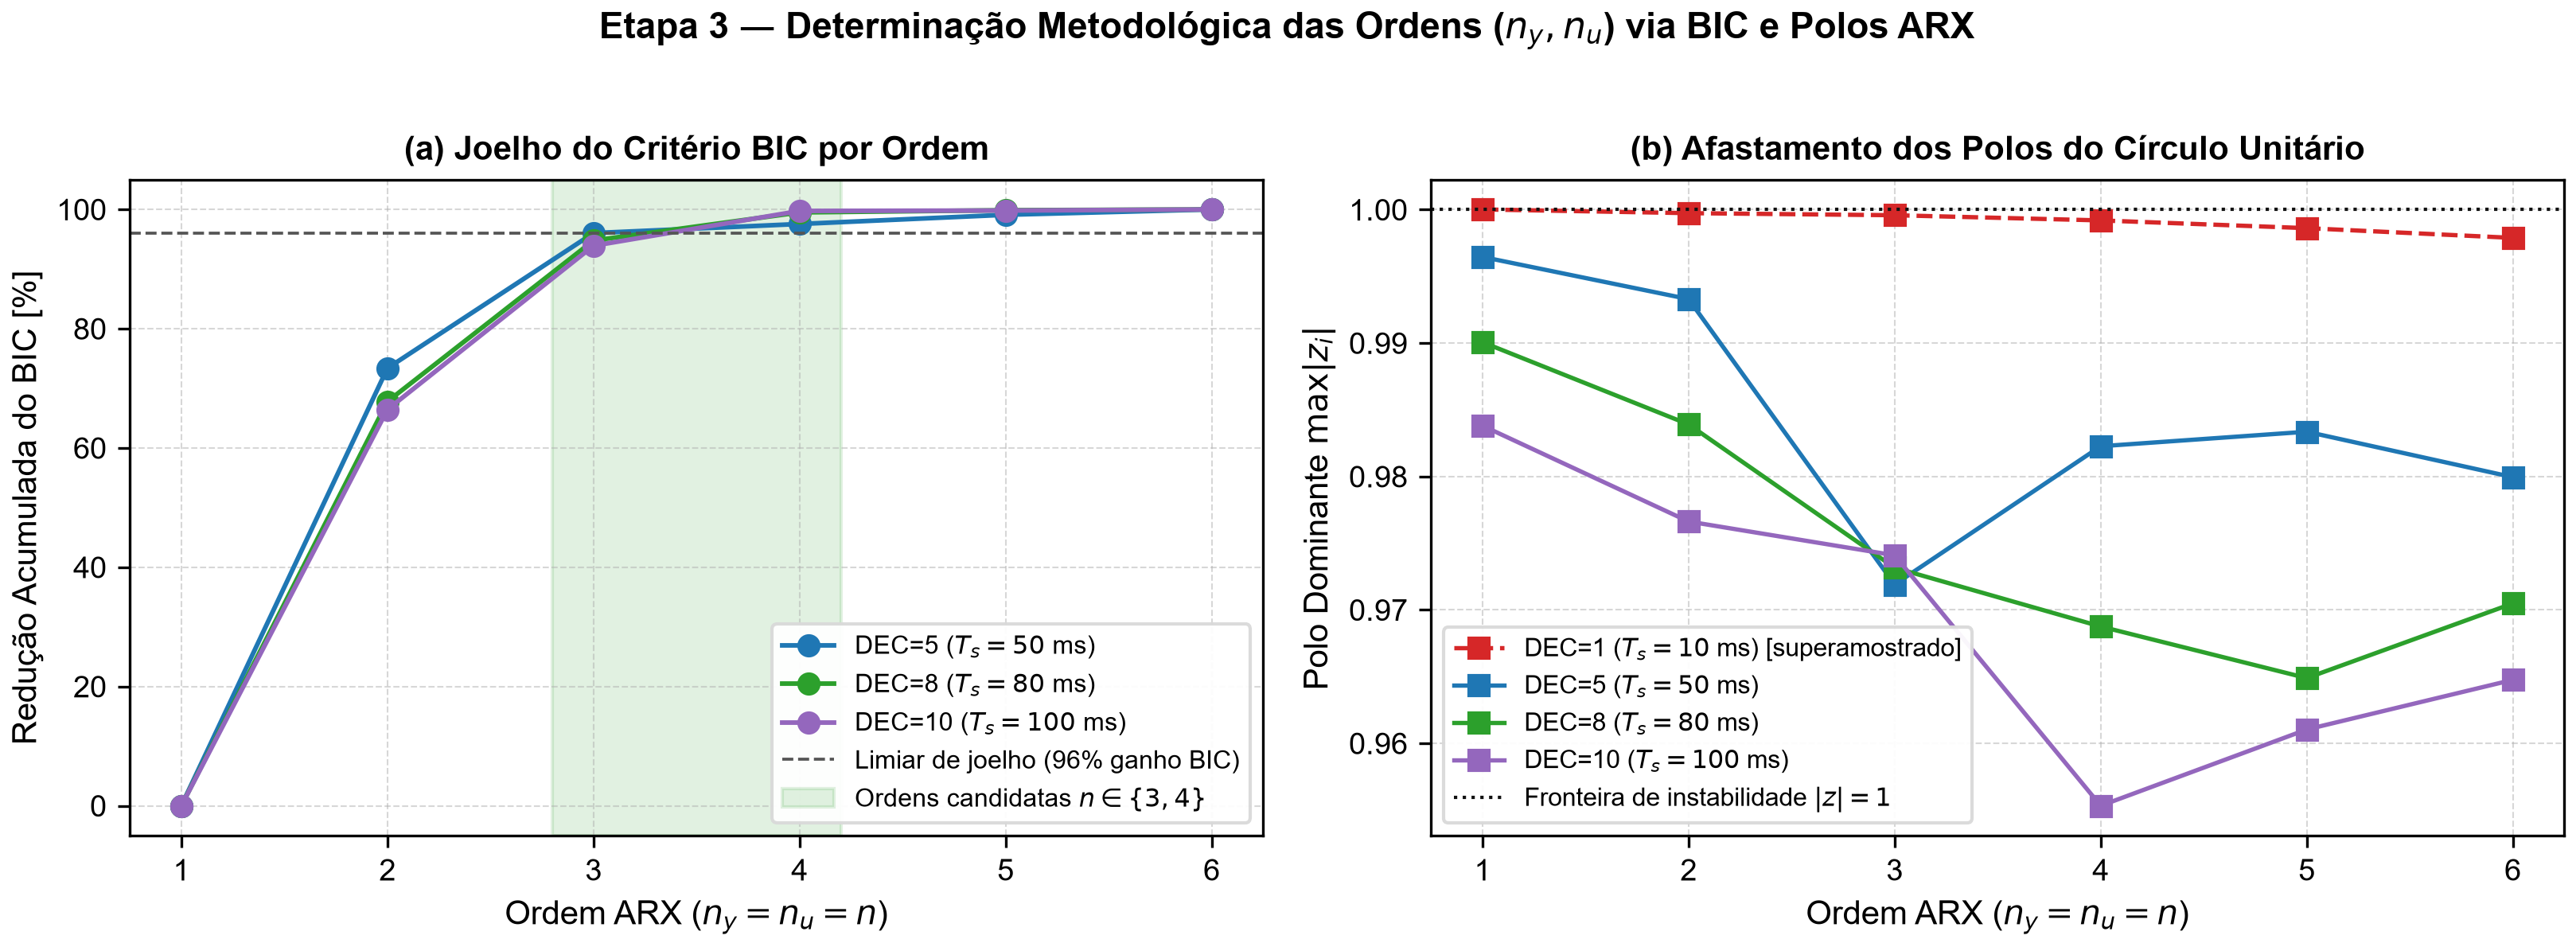 Etapa 3 — Determinação Metodológica das Ordens (n_y, n_u) via BIC e Polos ARX
(a) Joelho do Critério BIC por Ordem
Redução Acumulada do BIC [%]
100
80
60
40
20
0
DEC=5 (T_s = 50 ms)
DEC=8 (T_s = 80 ms)
DEC=10 (T_s = 100 ms)
Limiar de joelho (96% ganho BIC)
Ordens candidatas n ∈ {3, 4}
1 2 3 4 5 6
Ordem ARX (n_y = n_u = n)
(b) Afastamento dos Polos do Círculo Unitário
Polo Dominante max|z_i|
1.00
0.99
0.98
0.97
0.96
DEC=1 (T_s = 10 ms) [superamostrado]
DEC=5 (T_s = 50 ms)
DEC=8 (T_s = 80 ms)
DEC=10 (T_s = 100 ms)
Fronteira de instabilidade |z| = 1
1 2 3 4 5 6
Ordem ARX (n_y = n_u = n)